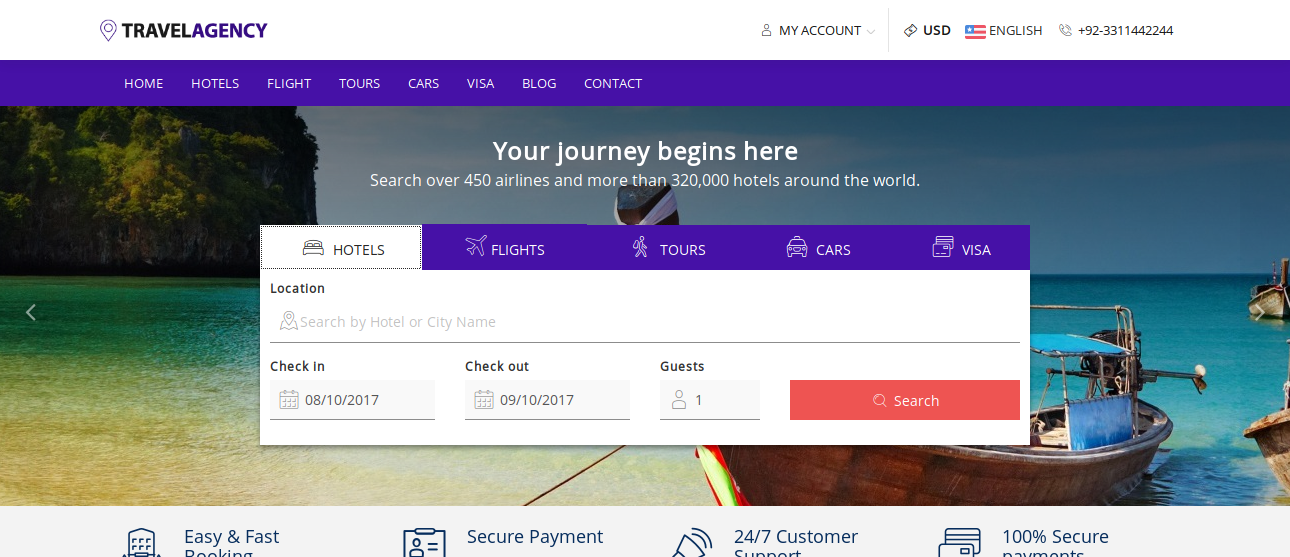 TRAVELAGENCY
MY ACCOUNT
USD
ENGLISH
+92-3311442244
HOME
HOTELS
FLIGHT
TOURS
CARS
VISA
BLOG
CONTACT
Your journey begins here
Search over 450 airlines and more than 320,000 hotels around the world.
HOTELS
FLIGHTS
TOURS
CARS
VISA
Location
Search by Hotel or City Name
Check in
Check out
Guests
08/10/2017
09/10/2017
1
Search
Easy & Fast
Booking
Secure Payment
24/7 Customer
Support
100% Secure
payments